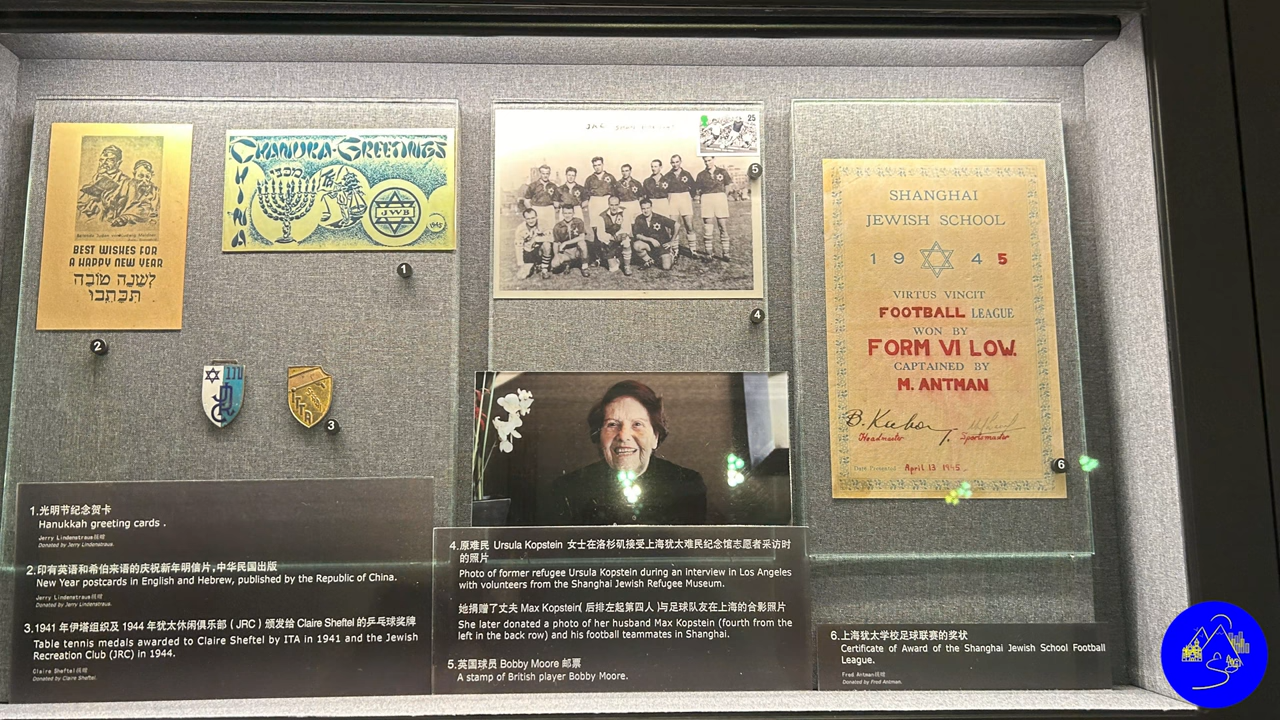 BEST WISHES FOR
A HAPPY NEW YEAR
לשנה טובה
תכתבו
2
CHANUKA-GREETINGS
CHINA
מכבי
JWB
1945
1
JRC
ITA
3
25
5
4
SHANGHAI
JEWISH SCHOOL
1945
VIRTUS VINCIT
FOOTBALL LEAGUE
WON BY
FORM VI LOW.
CAPTAINED BY
M. ANTMAN
Headmaster
Sportsmaster
Date Presented April 13 1945.
6
1.光明节纪念贺卡
Hanukkah greeting cards .
Jerry Lindenstraus捐赠
Donated by Jerry Lindenstraus.
2.印有英语和希伯来语的庆祝新年明信片,中华民国出版
New Year postcards in English and Hebrew, published by the Republic of China.
Jerry Lindenstraus捐赠
Donated by Jerry Lindenstraus.
3.1941 年伊塔组织及 1944 年犹太休闲俱乐部（JRC）颁发给 Claire Sheftel 的乒乓球奖牌
Table tennis medals awarded to Claire Sheftel by ITA in 1941 and the Jewish
Recreation Club (JRC) in 1944.
Claire Sheftel捐赠
Donated by Claire Sheftel.
4.原难民 Ursula Kopstein 女士在洛杉矶接受上海犹太难民纪念馆志愿者采访时
的照片
Photo of former refugee Ursula Kopstein during an interview in Los Angeles
with volunteers from the Shanghai Jewish Refugee Museum.
她捐赠了丈夫 Max Kopstein( 后排左起第四人 )与足球队友在上海的合影照片
She later donated a photo of her husband Max Kopstein (fourth from the
left in the back row) and his football teammates in Shanghai.
5.英国球员 Bobby Moore 邮票
A stamp of British player Bobby Moore.
6.上海犹太学校足球联赛的奖状
Certificate of Award of the Shanghai Jewish School Football
League.
Fred Antman捐赠
Donated by Fred Antman.